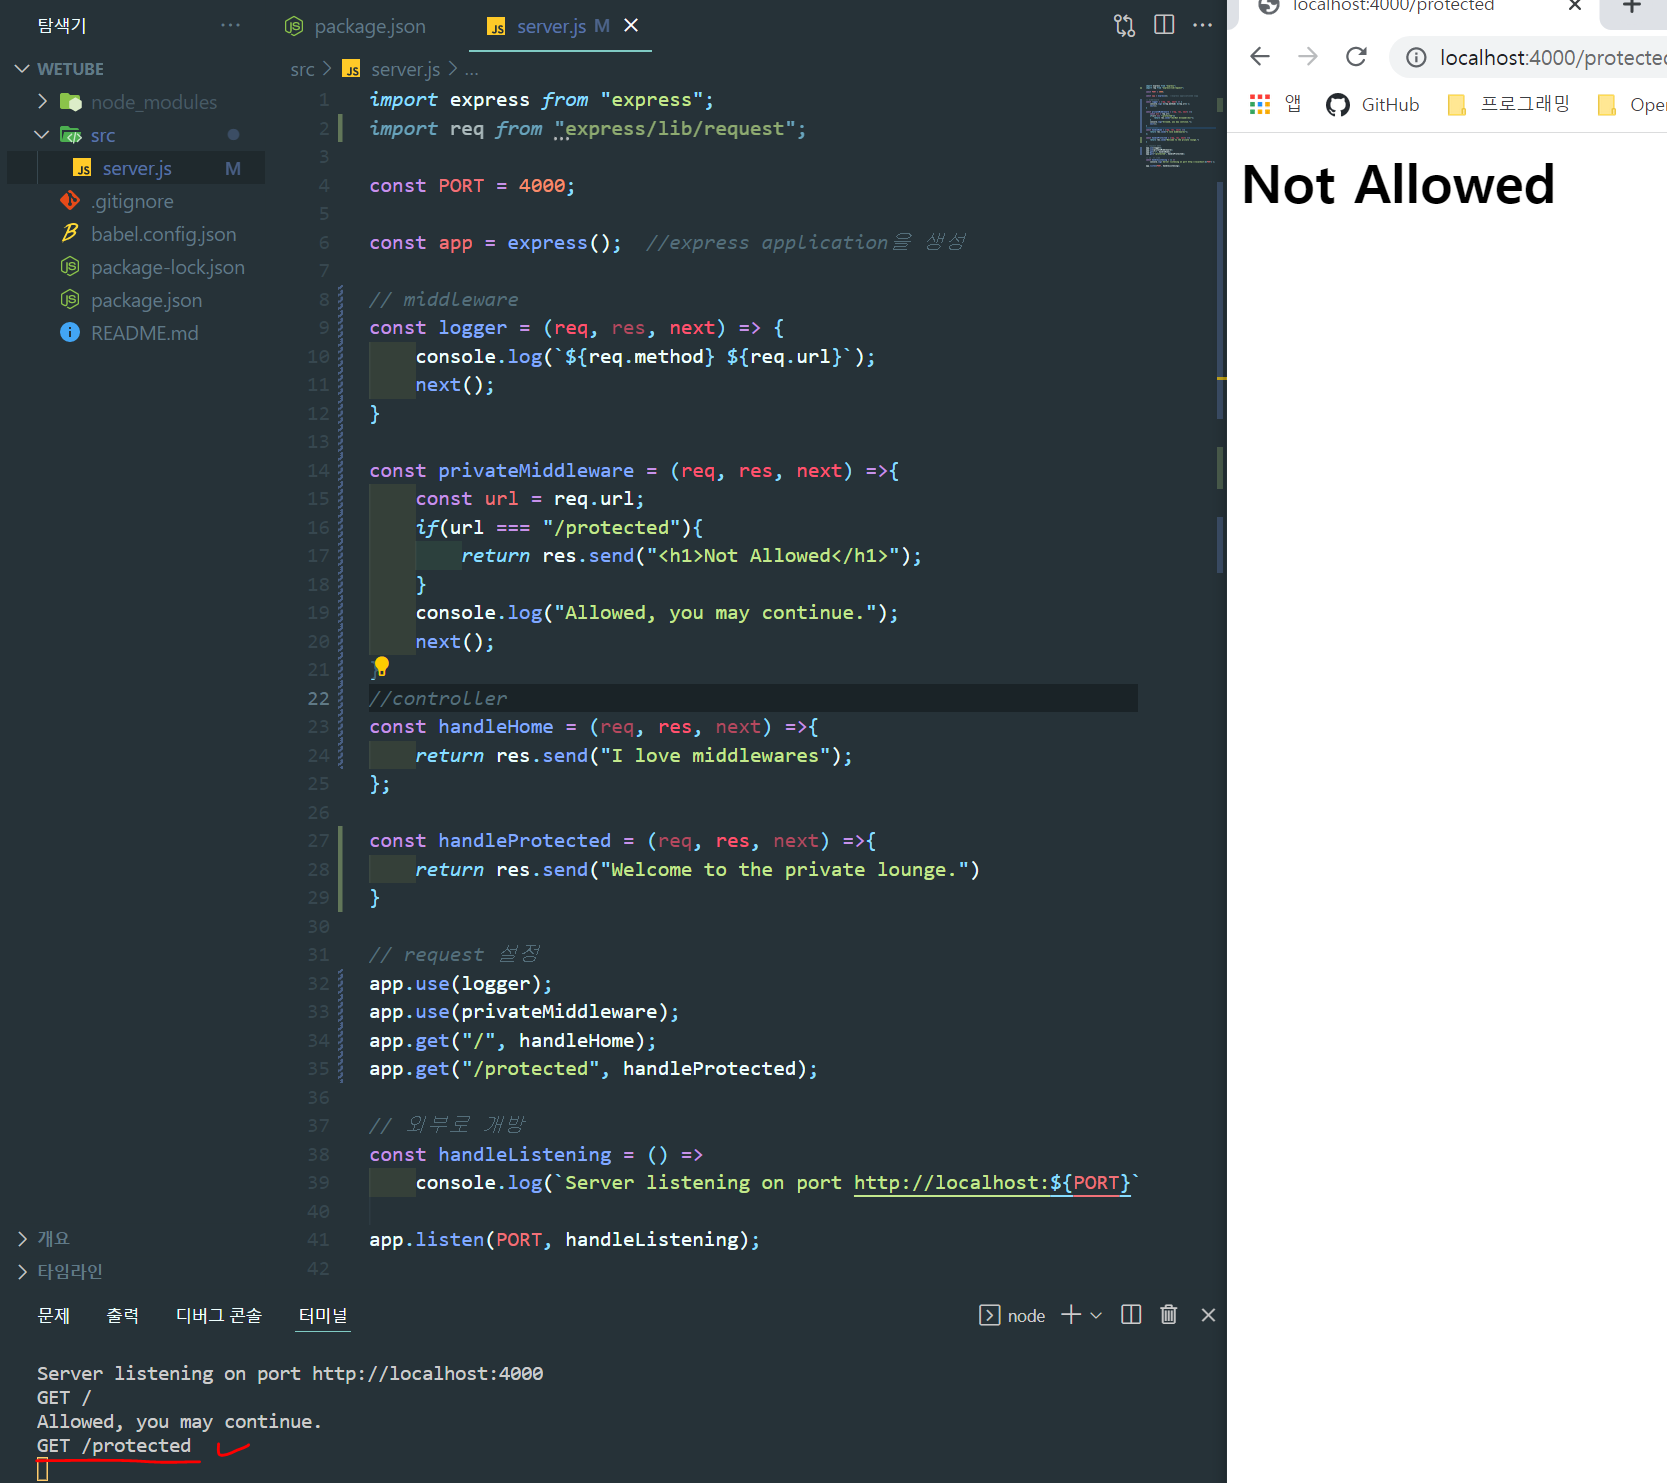 탐색기 ···
WETUBE
node_modules
src
server.js M
.gitignore
babel.config.json
package-lock.json
package.json
README.md
개요
타임라인
package.json
server.js M
src > server.js > ...
1 import express from "express";
2 import req from "express/lib/request";
3
4 const PORT = 4000;
5
6 const app = express(); //express application을 생성
7
8 // middleware
9 const logger = (req, res, next) => {
10 console.log(`${req.method} ${req.url}`);
11 next();
12 }
13
14 const privateMiddleware = (req, res, next) =>{
15 const url = req.url;
16 if(url === "/protected"){
17 return res.send("<h1>Not Allowed</h1>");
18 }
19 console.log("Allowed, you may continue.");
20 next();
21 }
22 //controller
23 const handleHome = (req, res, next) =>{
24 return res.send("I love middlewares");
25 };
26
27 const handleProtected = (req, res, next) =>{
28 return res.send("Welcome to the private lounge.")
29 }
30
31 // request 설정
32 app.use(logger);
33 app.use(privateMiddleware);
34 app.get("/", handleHome);
35 app.get("/protected", handleProtected);
36
37 // 외부로 개방
38 const handleListening = () =>
39 console.log(`Server listening on port http://localhost:${PORT}`
40
41 app.listen(PORT, handleListening);
42
문제 출력 디버그 콘솔 터미널
node
Server listening on port http://localhost:4000
GET /
Allowed, you may continue.
GET /protected
localhost:4000/protected
localhost:4000/protected
앱 GitHub 프로그래밍 Oper
Not Allowed